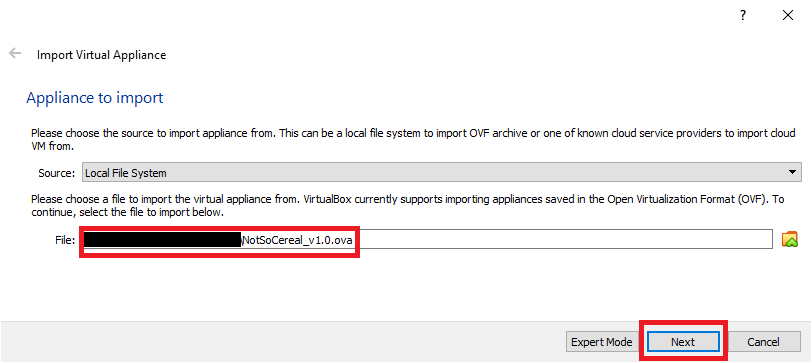 ?
Import Virtual Appliance
Appliance to import
Please choose the source to import appliance from. This can be a local file system to import OVF archive or one of known cloud service providers to import cloud
VM from.
Source: Local File System
Please choose a file to import the virtual appliance from. VirtualBox currently supports importing appliances saved in the Open Virtualization Format (OVF). To
continue, select the file to import below.
File: \NotSoCereal_v1.0.ova
Expert Mode Next Cancel